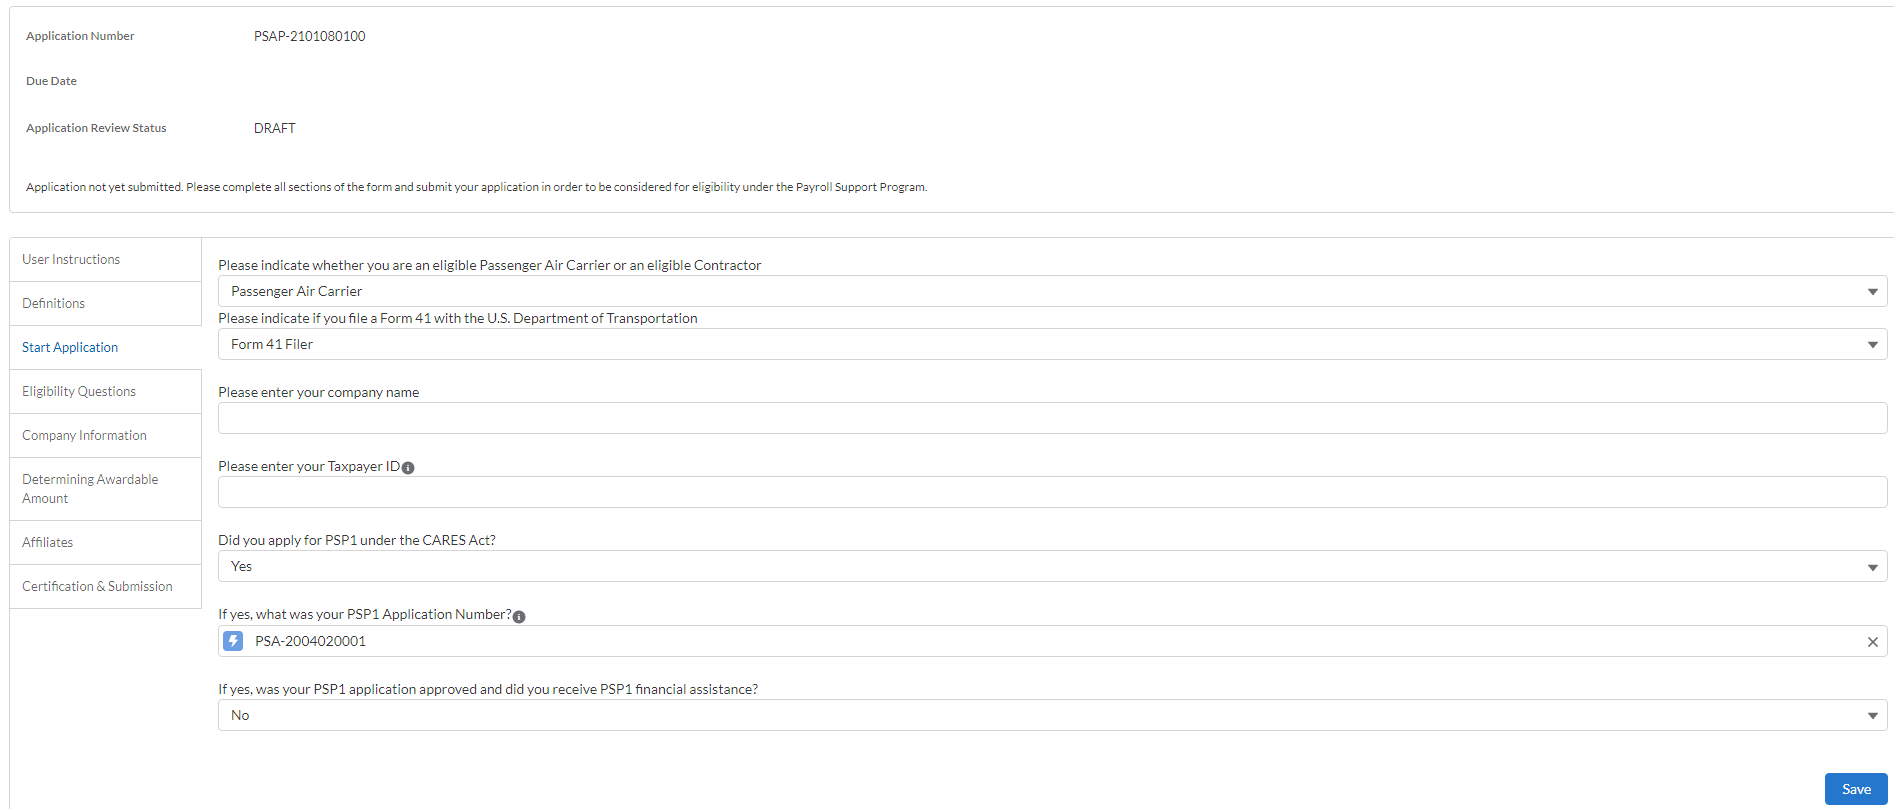 Application Number PSAP-2101080100
Due Date
Application Review Status DRAFT
Application not yet submitted. Please complete all sections of the form and submit your application in order to be considered for eligibility under the Payroll Support Program.
User Instructions
Definitions
Start Application
Eligibility Questions
Company Information
Determining Awardable
Amount
Affiliates
Certification & Submission
Please indicate whether you are an eligible Passenger Air Carrier or an eligible Contractor
Passenger Air Carrier
Please indicate if you file a Form 41 with the U.S. Department of Transportation
Form 41 Filer
Please enter your company name
Please enter your Taxpayer ID
Did you apply for PSP1 under the CARES Act?
Yes
If yes, what was your PSP1 Application Number?
PSA-2004020001
If yes, was your PSP1 application approved and did you receive PSP1 financial assistance?
No
Save